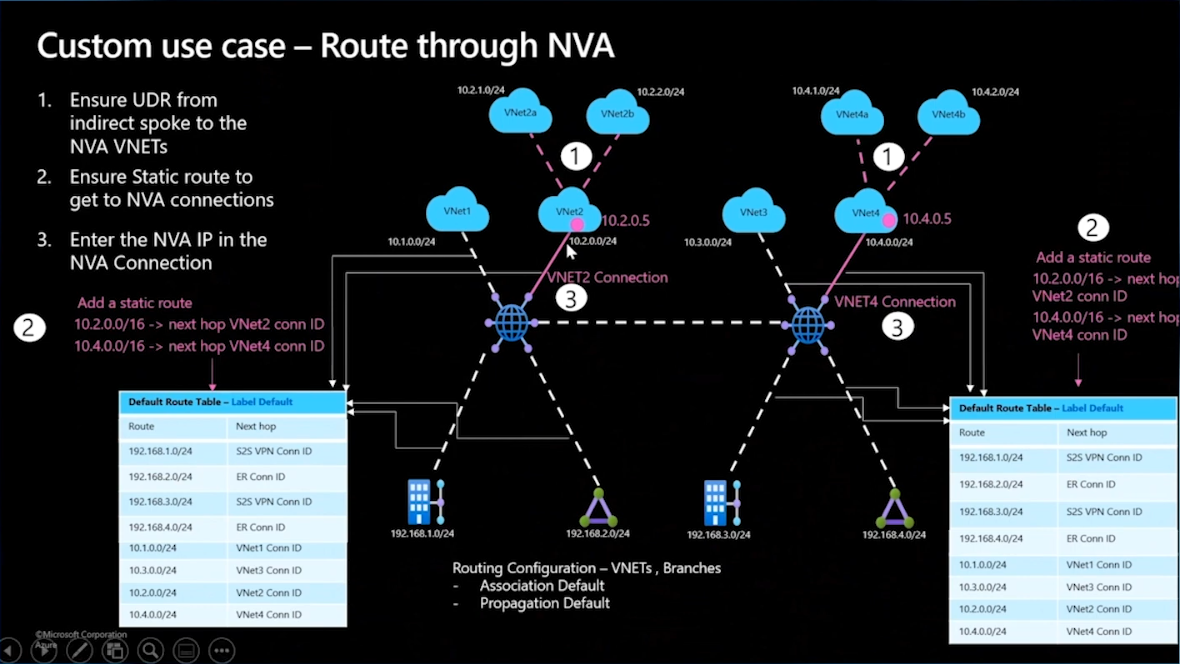 Custom use case – Route through NVA
1. Ensure UDR from
indirect spoke to the
NVA VNETs
2. Ensure Static route to
get to NVA connections
3. Enter the NVA IP in the
NVA Connection
10.2.1.0/24
VNet2a
10.2.2.0/24
VNet2b
1
VNet1
10.1.0.0/24
VNet2
10.2.0.5
10.2.0.0/24
VNET2 Connection
3
10.4.1.0/24
VNet4a
10.4.2.0/24
VNet4b
1
VNet3
10.3.0.0/24
VNet4
10.4.0.5
10.4.0.0/24
VNET4 Connection
3
2
Add a static route
10.2.0.0/16 -> next hop VNet2 conn ID
10.4.0.0/16 -> next hop VNet4 conn ID
2
Add a static route
10.2.0.0/16 -> next hop
VNet2 conn ID
10.4.0.0/16 -> next hop
VNet4 conn ID
Default Route Table – Label Default
Route Next hop
192.168.1.0/24 S2S VPN Conn ID
192.168.2.0/24 ER Conn ID
192.168.3.0/24 S2S VPN Conn ID
192.168.4.0/24 ER Conn ID
10.1.0.0/24 VNet1 Conn ID
10.3.0.0/24 VNet3 Conn ID
10.2.0.0/24 VNet2 Conn ID
10.4.0.0/24 VNet4 Conn ID
192.168.1.0/24
192.168.2.0/24
192.168.3.0/24
192.168.4.0/24
Default Route Table – Label Default
Route Next hop
192.168.1.0/24 S2S VPN Conn ID
192.168.2.0/24 ER Conn ID
192.168.3.0/24 S2S VPN Conn ID
192.168.4.0/24 ER Conn ID
10.1.0.0/24 VNet1 Conn ID
10.3.0.0/24 VNet3 Conn ID
10.2.0.0/24 VNet2 Conn ID
10.4.0.0/24 VNet4 Conn ID
Routing Configuration – VNETs , Branches
- Association Default
- Propagation Default
©Microsoft Corporation
Azure